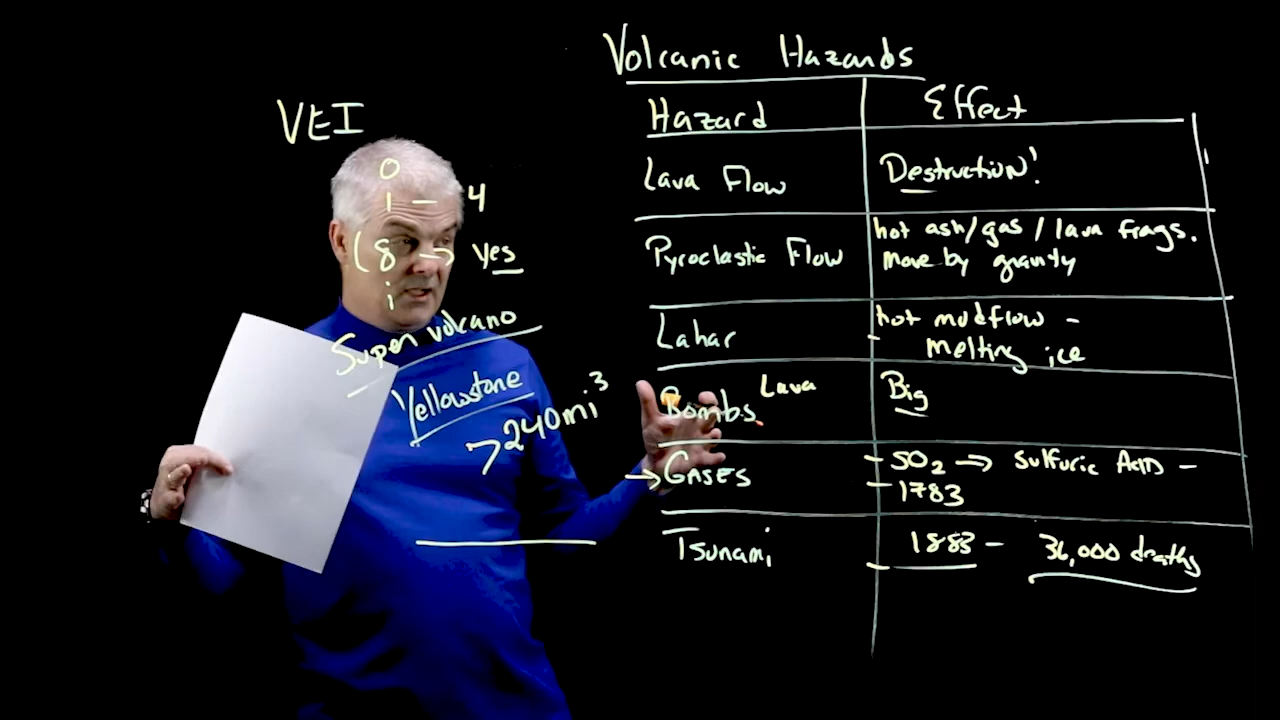 VEI
0
1 – 4
(8 → yes
i
Super volcano
Yellowstone
>240mi³
Volcanic Hazards
Hazard Effect
Lava Flow Destruction!
Pyroclastic Flow hot ash/gas/lava frags.
move by gravity
Lahar hot mudflow –
melting ice
Bombs Lava Big
→ GASES – SO₂ → Sulfuric Acid –
– 1783
Tsunami – 1883 – 36,000 deaths